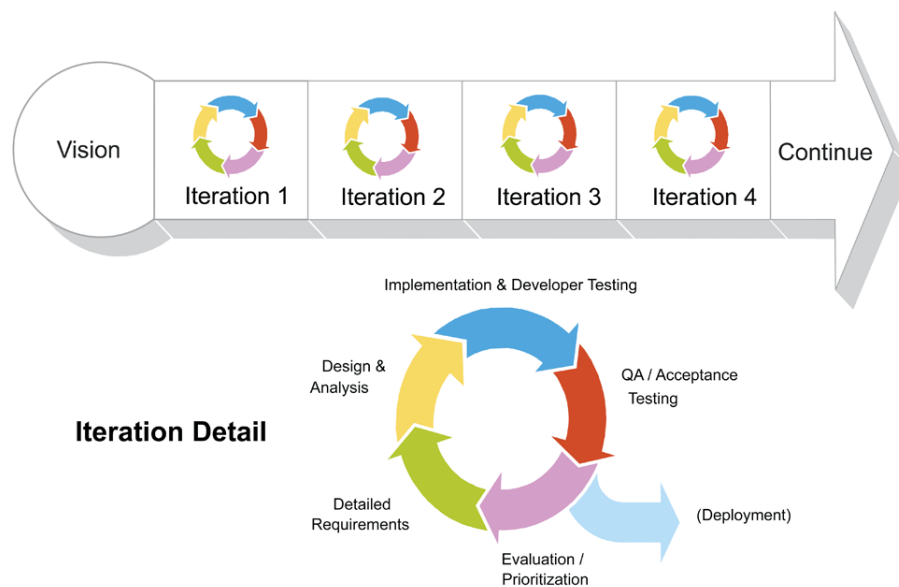 Vision
Iteration 1
Iteration 2
Iteration 3
Iteration 4
Continue
Implementation & Developer Testing
Design &
Analysis
QA / Acceptance
Testing
Iteration Detail
Detailed
Requirements
(Deployment)
Evaluation /
Prioritization